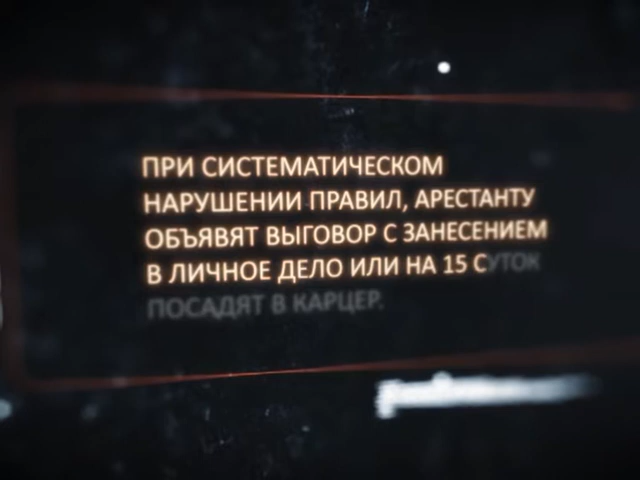 ПРИ СИСТЕМАТИЧЕСКОМ
НАРУШЕНИИ ПРАВИЛ, АРЕСТАНТУ
ОБЪЯВЯТ ВЫГОВОР С ЗАНЕСЕНИЕМ
В ЛИЧНОЕ ДЕЛО ИЛИ НА 15 СУТОК
ПОСАДЯТ В КАРЦЕР.